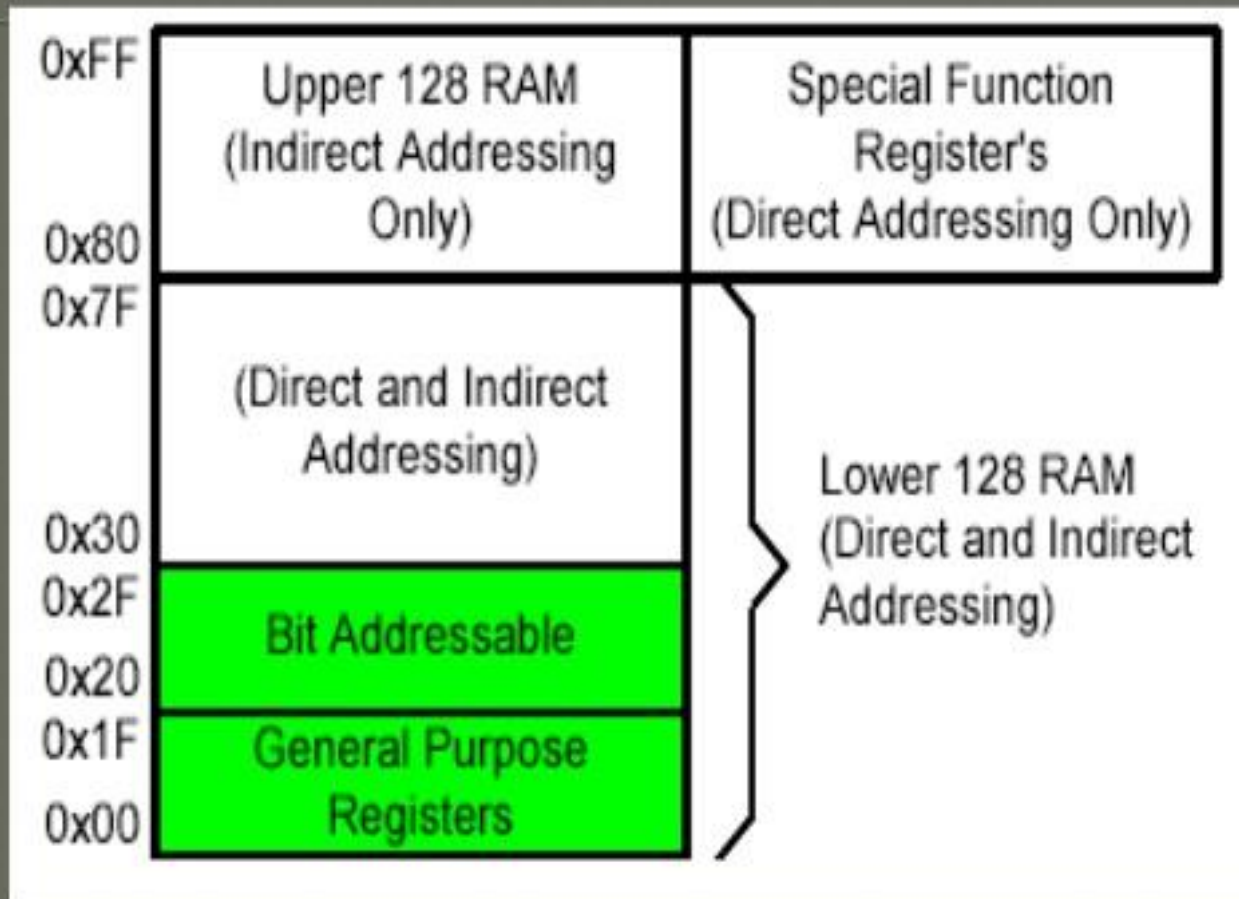 0xFF
Upper 128 RAM
(Indirect Addressing
Only)
0x80
Special Function
Register's
(Direct Addressing Only)
0x7F
(Direct and Indirect
Addressing)
0x30
0x2F
Bit Addressable
0x20
0x1F
General Purpose
Registers
0x00
Lower 128 RAM
(Direct and Indirect
Addressing)